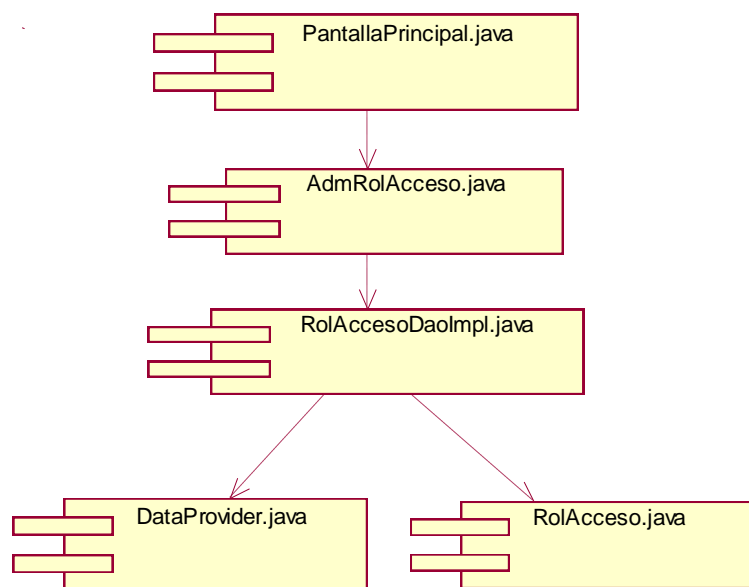 PantallaPrincipal.java
AdmRolAcceso.java
RolAccesoDaoImpl.java
DataProvider.java
RolAcceso.java